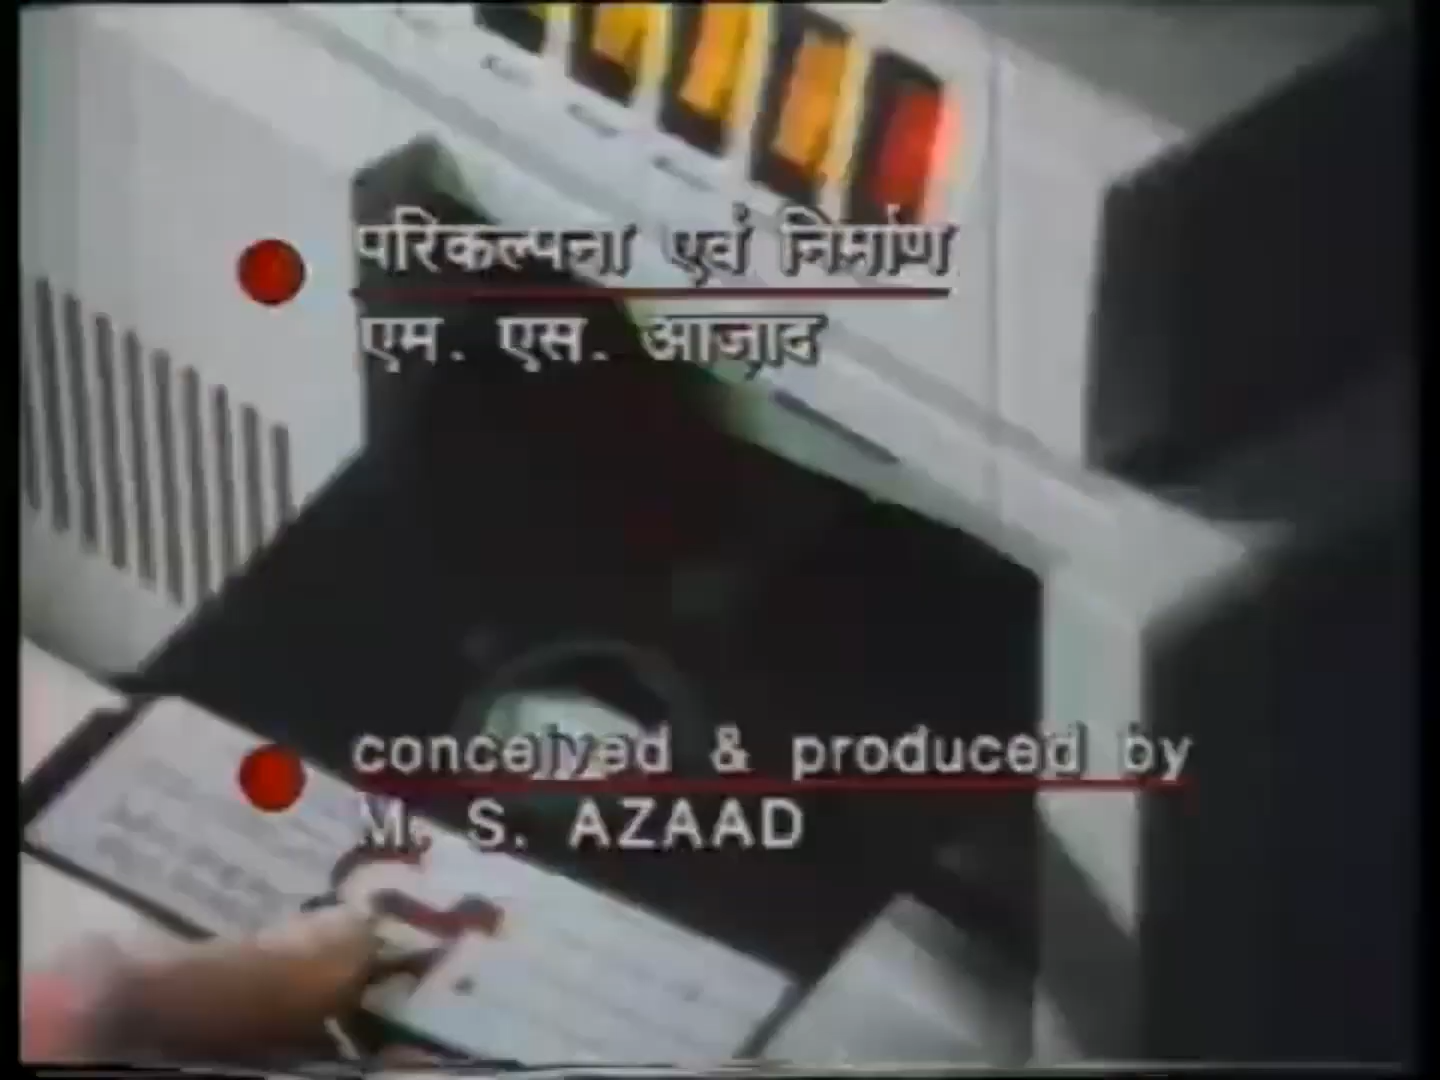 परिकल्पना एवं निर्माण
एम. एस. आज़ाद
conceived & produced by
M. S. AZAAD